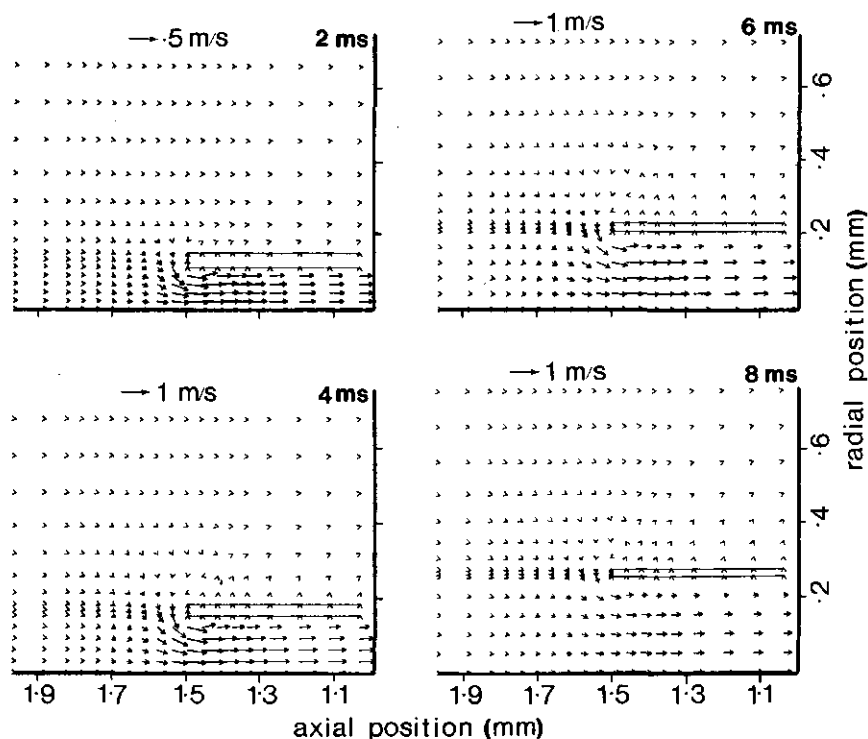 ·5 m/s 2 ms
1 m/s 6 ms
·6
·4
·2
1 m/s 4 ms
1 m/s 8 ms
·6
·4
·2
radial position (mm)
1·9 1·7 1·5 1·3 1·1
1·9 1·7 1·5 1·3 1·1
axial position (mm)